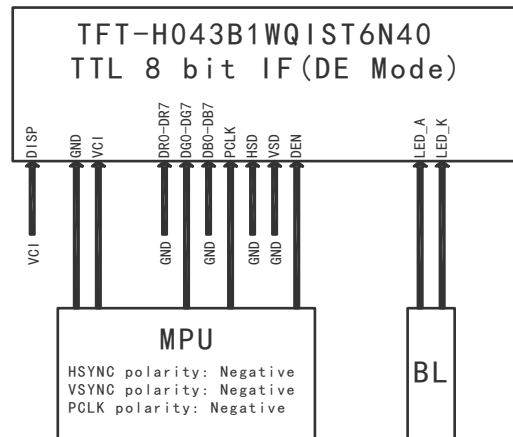 TFT-H043B1WQIST6N40
TTL 8 bit IF(DE Mode)
DISP
GND
VCI
DR0-DR7
DG0-DG7
DB0-DB7
PCLK
HSD
VSD
DEN
LED_A
LED_K
VCI
GND
GND
GND
GND
MPU
HSYNC polarity: Negative
VSYNC polarity: Negative
PCLK polarity: Negative
BL